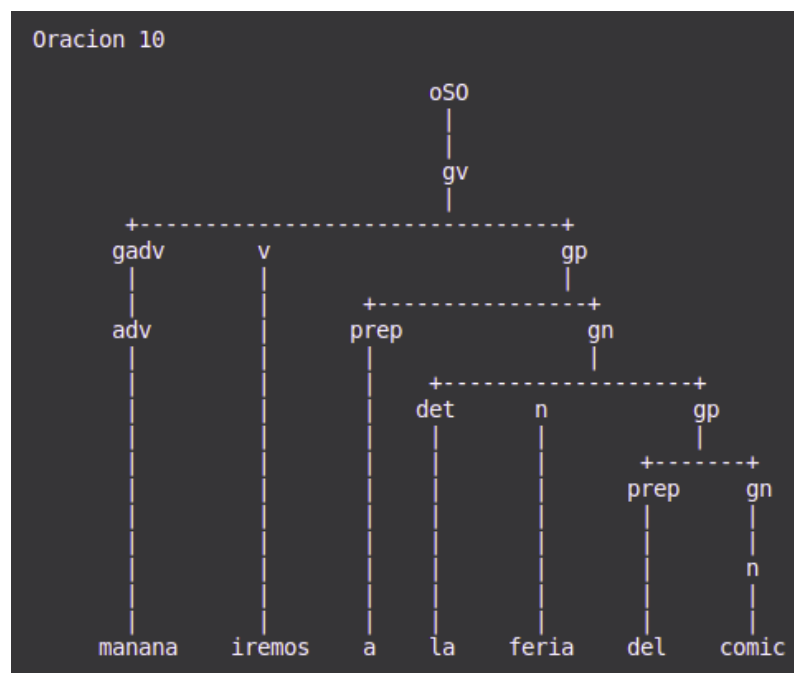 Oracion 10
oSO
gv
gadv v gp
adv prep gn
det n gp
prep gn
n
manana iremos a la feria del comic